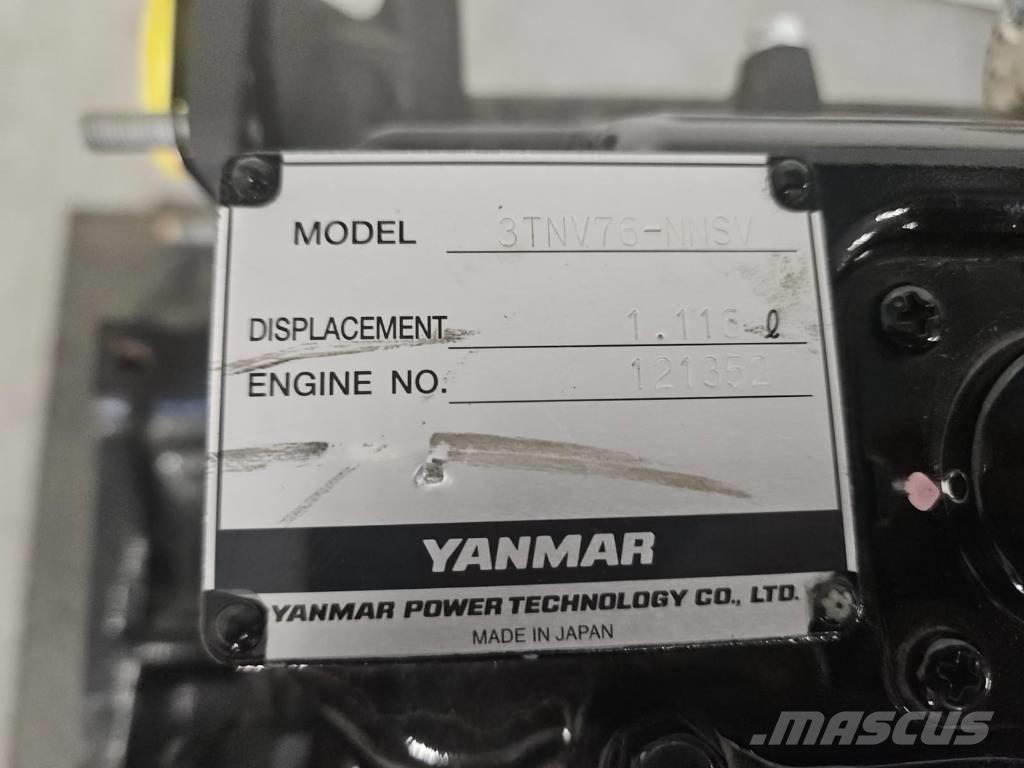 MODEL 3TNV76-NNSV
DISPLACEMENT 1.116 ℓ
ENGINE NO. 121352
YANMAR
YANMAR POWER TECHNOLOGY CO., LTD.
MADE IN JAPAN
MASCUS